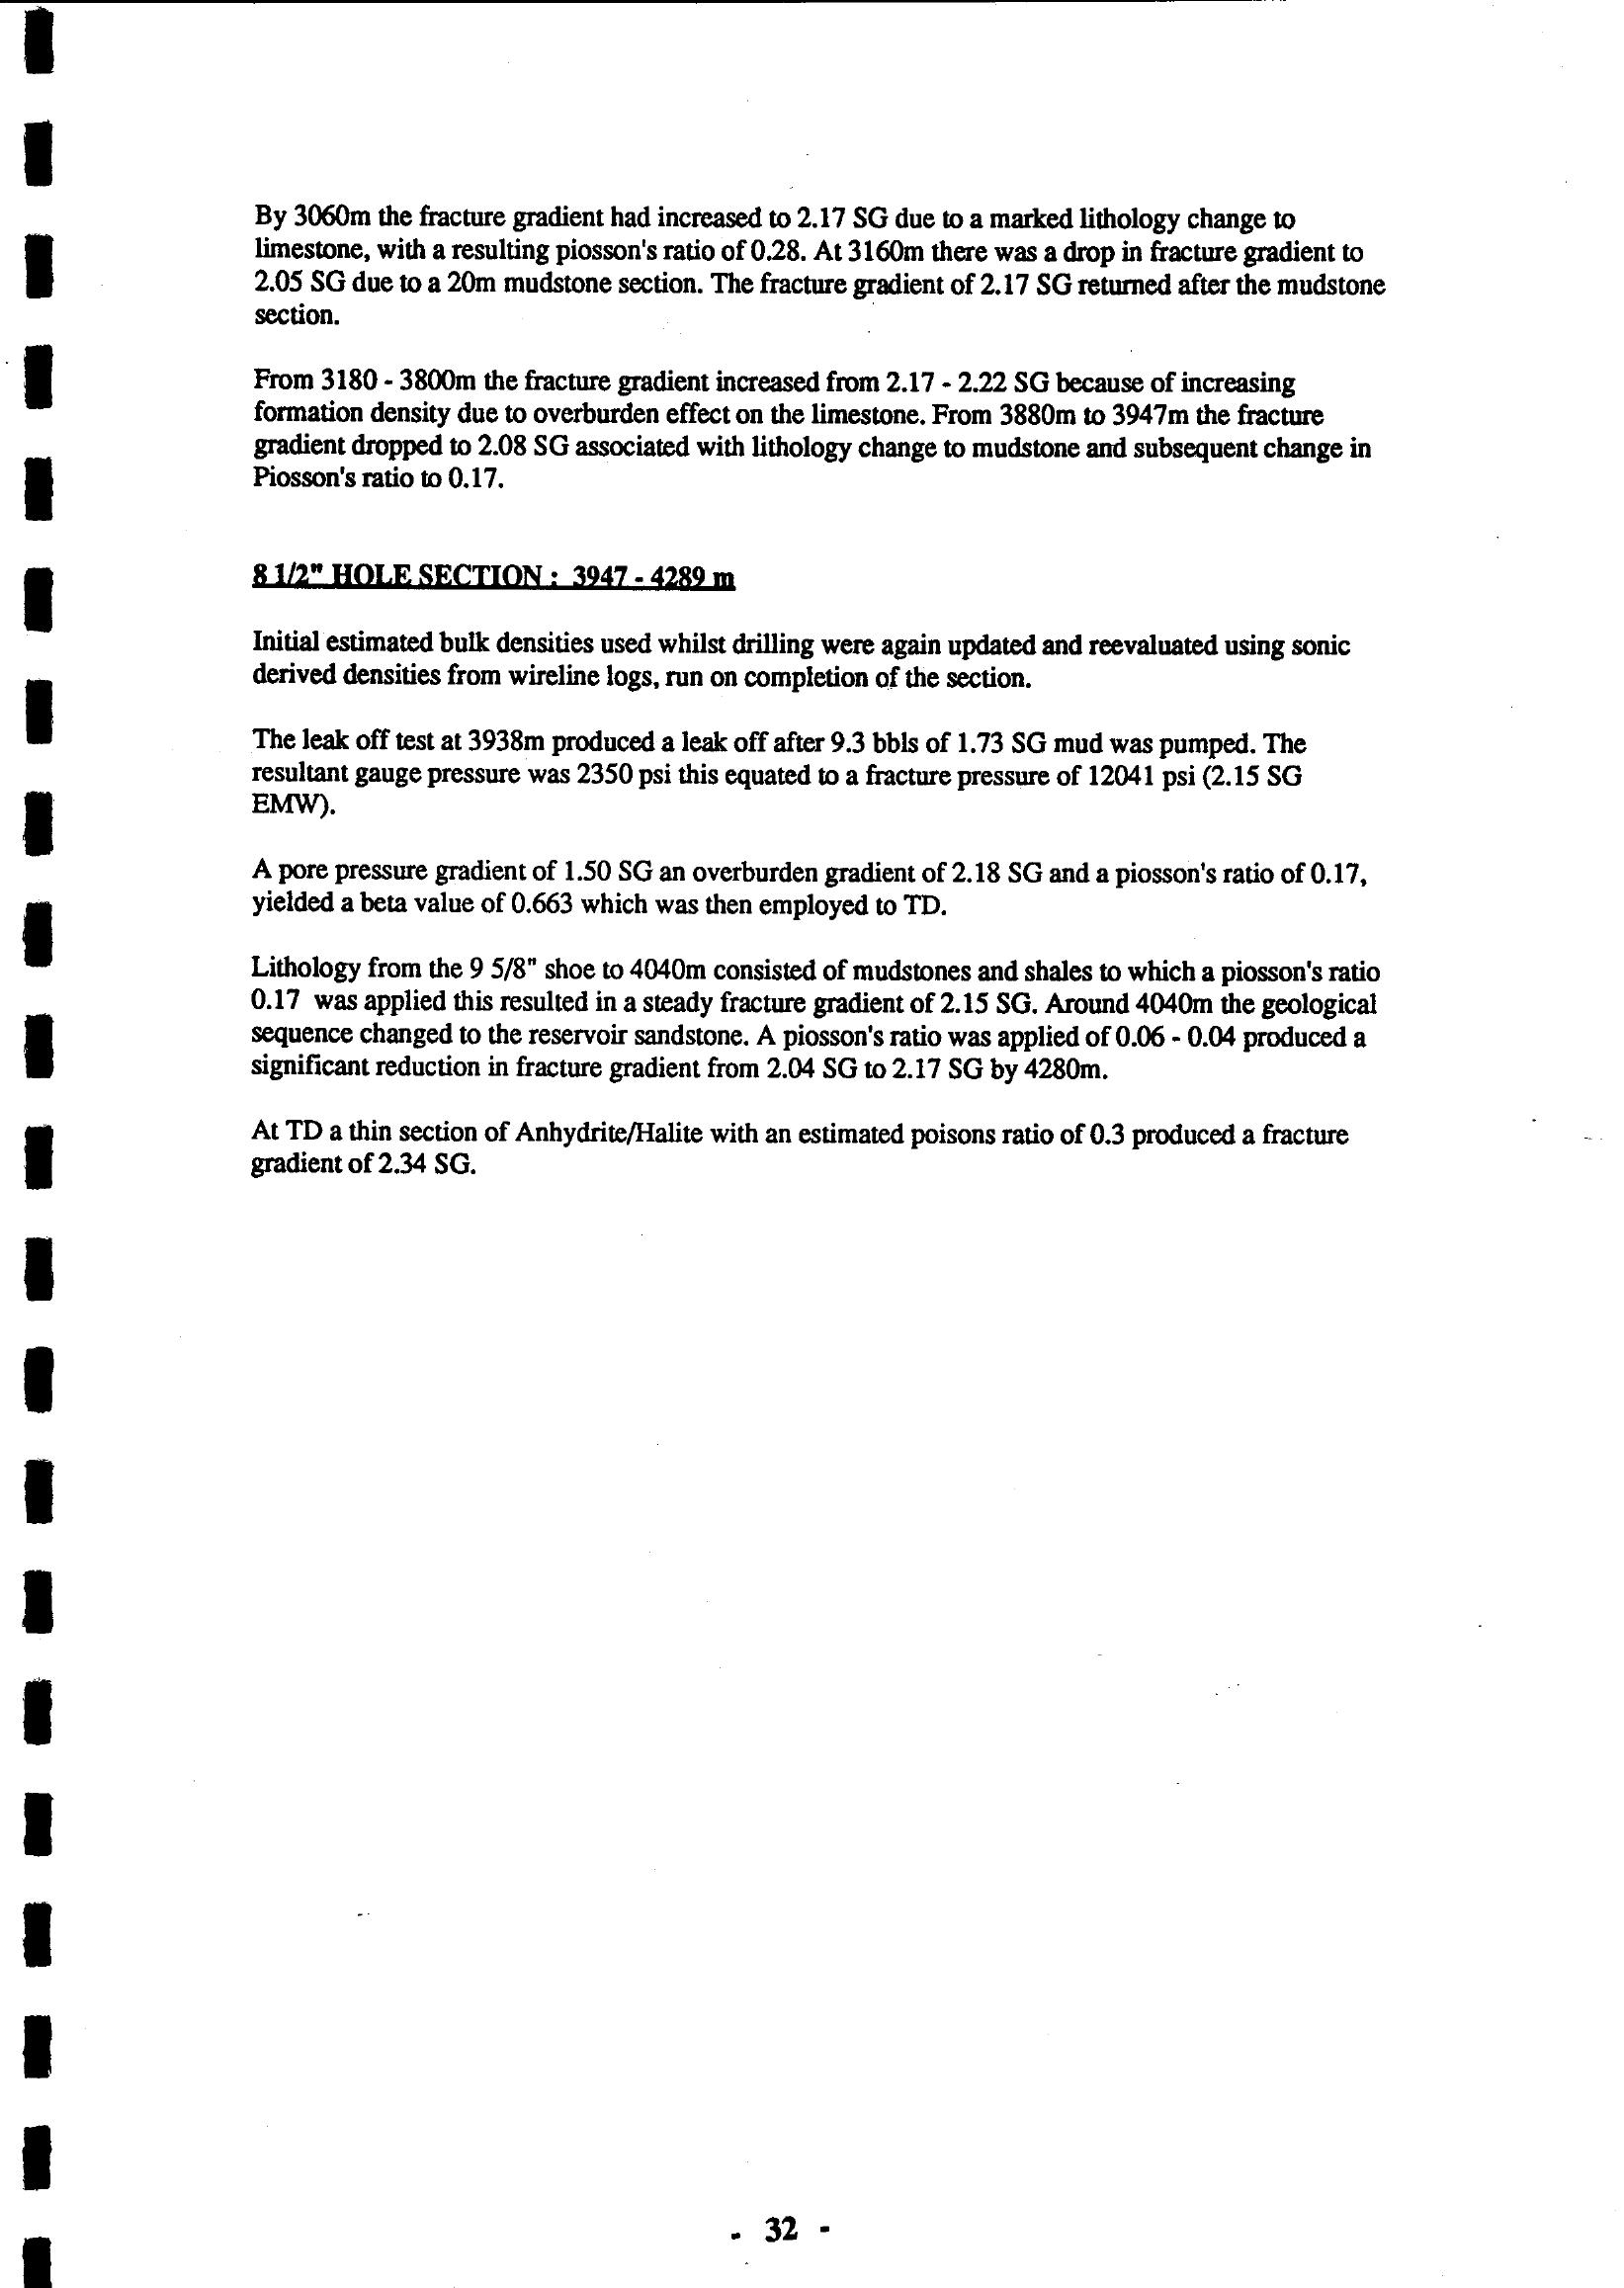 By 3060m the fracture gradient had increased to 2.17 SG due to a marked lithology change to
limestone, with a resulting piosson's ratio of 0.28. At 3160m there was a drop in fracture gradient to
2.05 SG due to a 20m mudstone section. The fracture gradient of 2.17 SG returned after the mudstone
section.
From 3180 - 3800m the fracture gradient increased from 2.17 - 2.22 SG because of increasing
formation density due to overburden effect on the limestone. From 3880m to 3947m the fracture
gradient dropped to 2.08 SG associated with lithology change to mudstone and subsequent change in
Piosson's ratio to 0.17.
8 1/2" HOLE SECTION : 3947 - 4289 m
Initial estimated bulk densities used whilst drilling were again updated and reevaluated using sonic
derived densities from wireline logs, run on completion of the section.
The leak off test at 3938m produced a leak off after 9.3 bbls of 1.73 SG mud was pumped. The
resultant gauge pressure was 2350 psi this equated to a fracture pressure of 12041 psi (2.15 SG
EMW).
A pore pressure gradient of 1.50 SG an overburden gradient of 2.18 SG and a piosson's ratio of 0.17,
yielded a beta value of 0.663 which was then employed to TD.
Lithology from the 9 5/8" shoe to 4040m consisted of mudstones and shales to which a piosson's ratio
0.17 was applied this resulted in a steady fracture gradient of 2.15 SG. Around 4040m the geological
sequence changed to the reservoir sandstone. A piosson's ratio was applied of 0.06 - 0.04 produced a
significant reduction in fracture gradient from 2.04 SG to 2.17 SG by 4280m.
At TD a thin section of Anhydrite/Halite with an estimated poisons ratio of 0.3 produced a fracture
gradient of 2.34 SG.
- 32 -